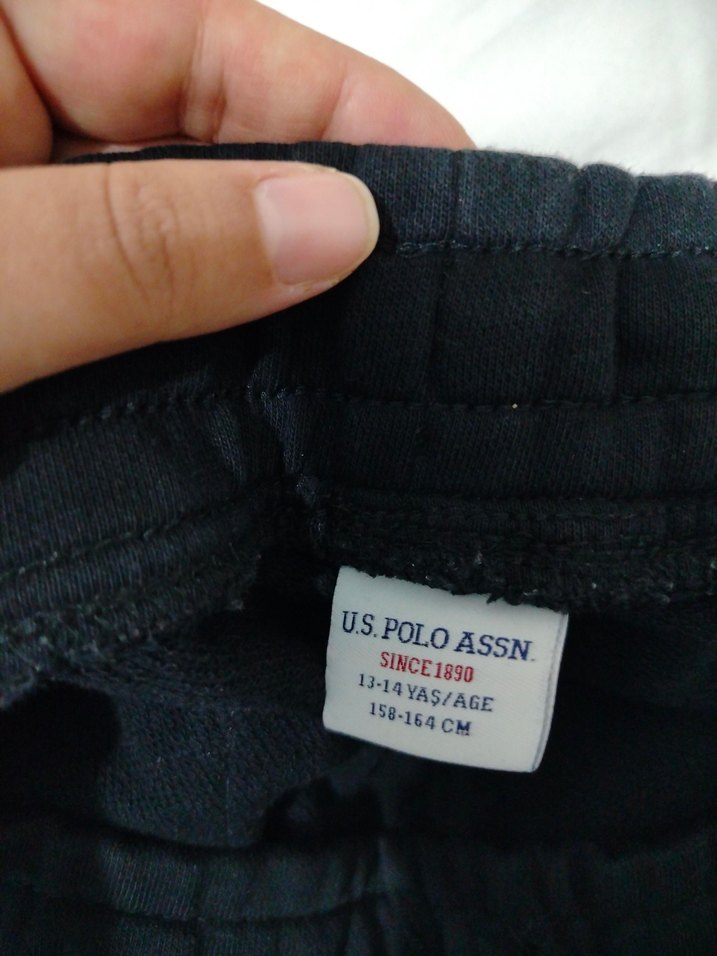 U.S. POLO ASSN.
SINCE 1890
13-14 YAŞ/AGE
158-164 CM